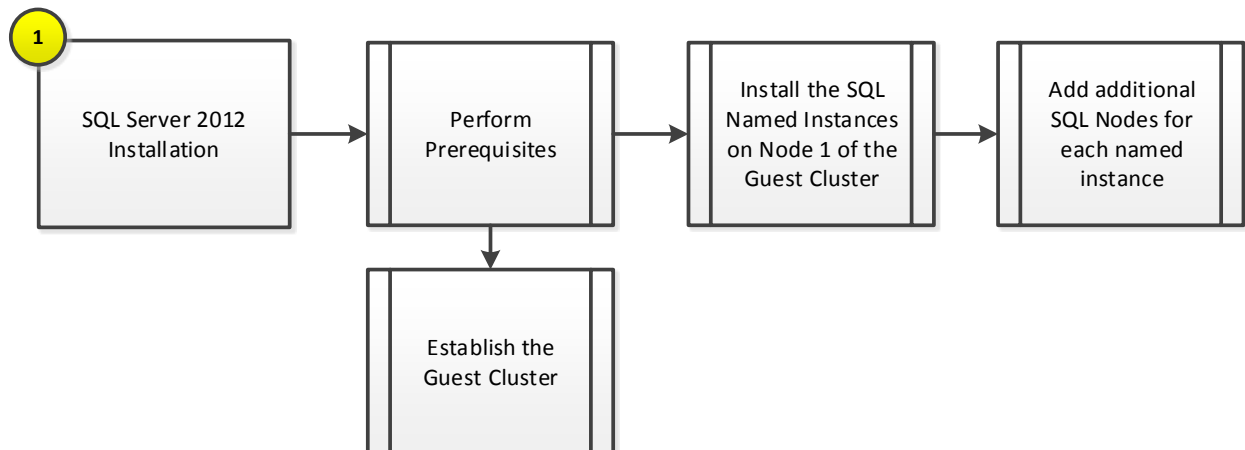 1
SQL Server 2012
Installation
Perform
Prerequisites
Install the SQL
Named Instances
on Node 1 of the
Guest Cluster
Add additional
SQL Nodes for
each named
instance
Establish the
Guest Cluster